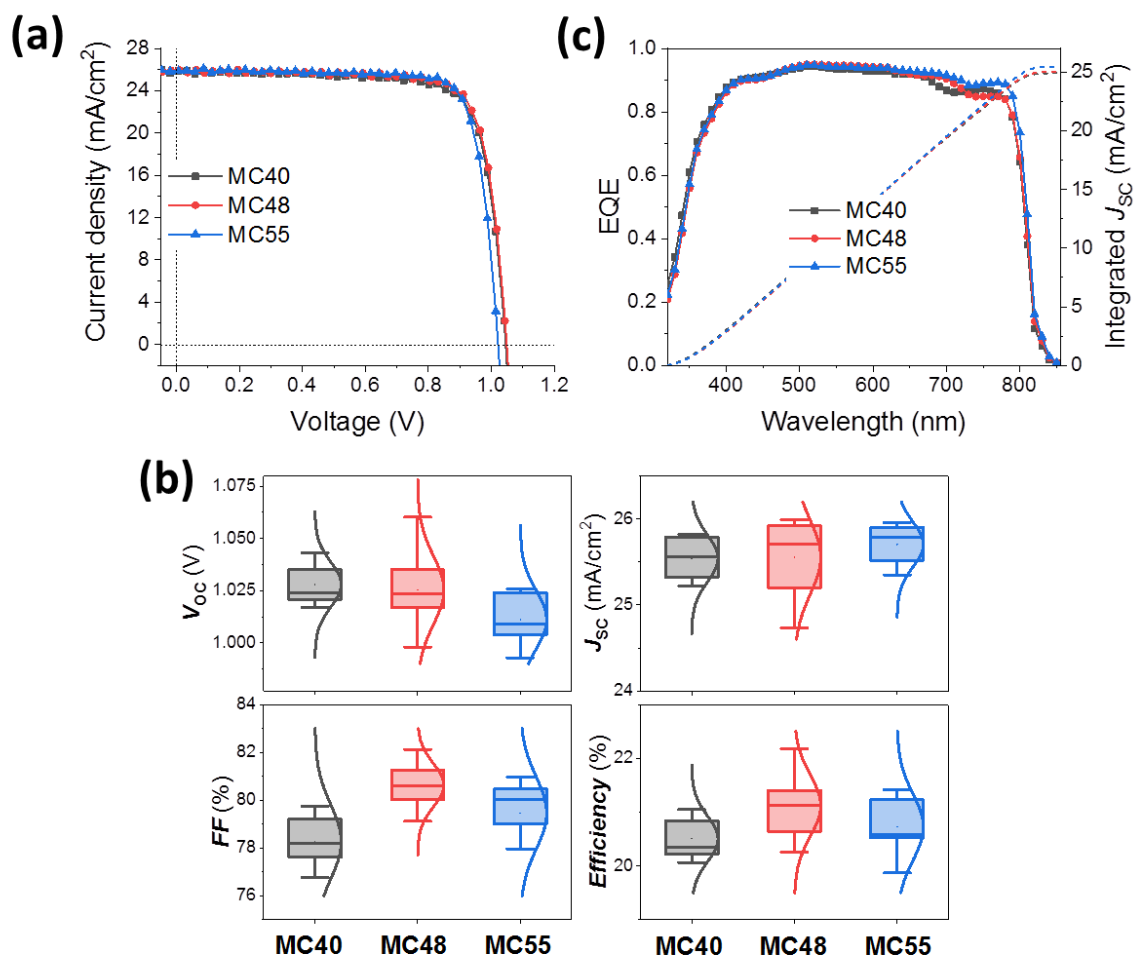 (a)
28
24
20
16
12
8
4
0
Current density (mA/cm²)
MC40
MC48
MC55
0.0 0.2 0.4 0.6 0.8 1.0 1.2
Voltage (V)
(c)
1.0
0.8
0.6
0.4
0.2
0.0
EQE
MC40
MC48
MC55
25
20
15
10
5
0
Integrated JSC (mA/cm²)
400 500 600 700 800
Wavelength (nm)
(b)
1.075
1.050
1.025
1.000
VOC (V)
26
25
24
JSC (mA/cm²)
84
82
80
78
76
FF (%)
22
20
Efficiency (%)
MC40 MC48 MC55
MC40 MC48 MC55